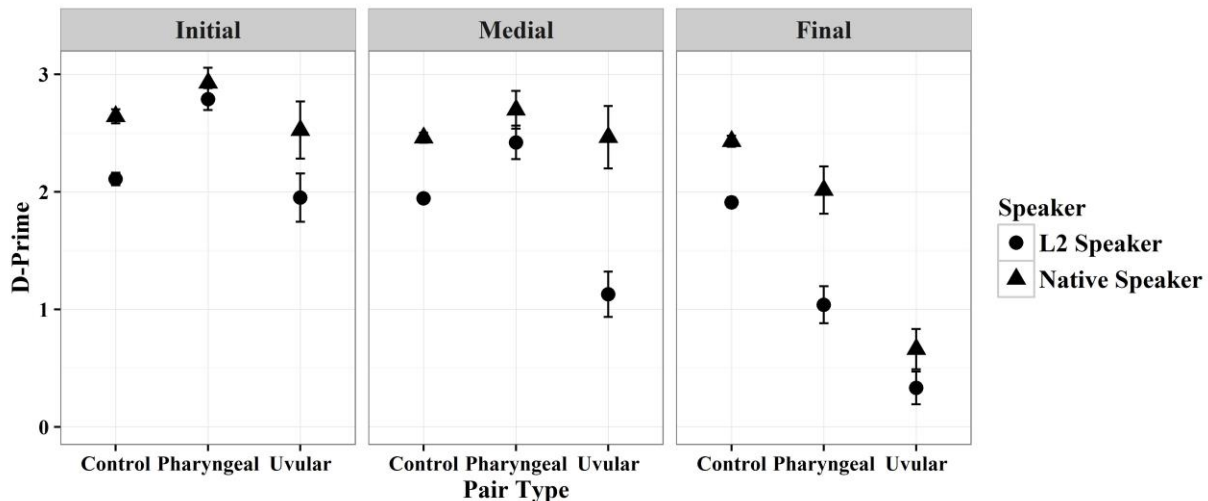 Initial Medial Final
3
2
1
0
D-Prime
Control Pharyngeal Uvular Control Pharyngeal Uvular Control Pharyngeal Uvular
Pair Type
Speaker
L2 Speaker
Native Speaker